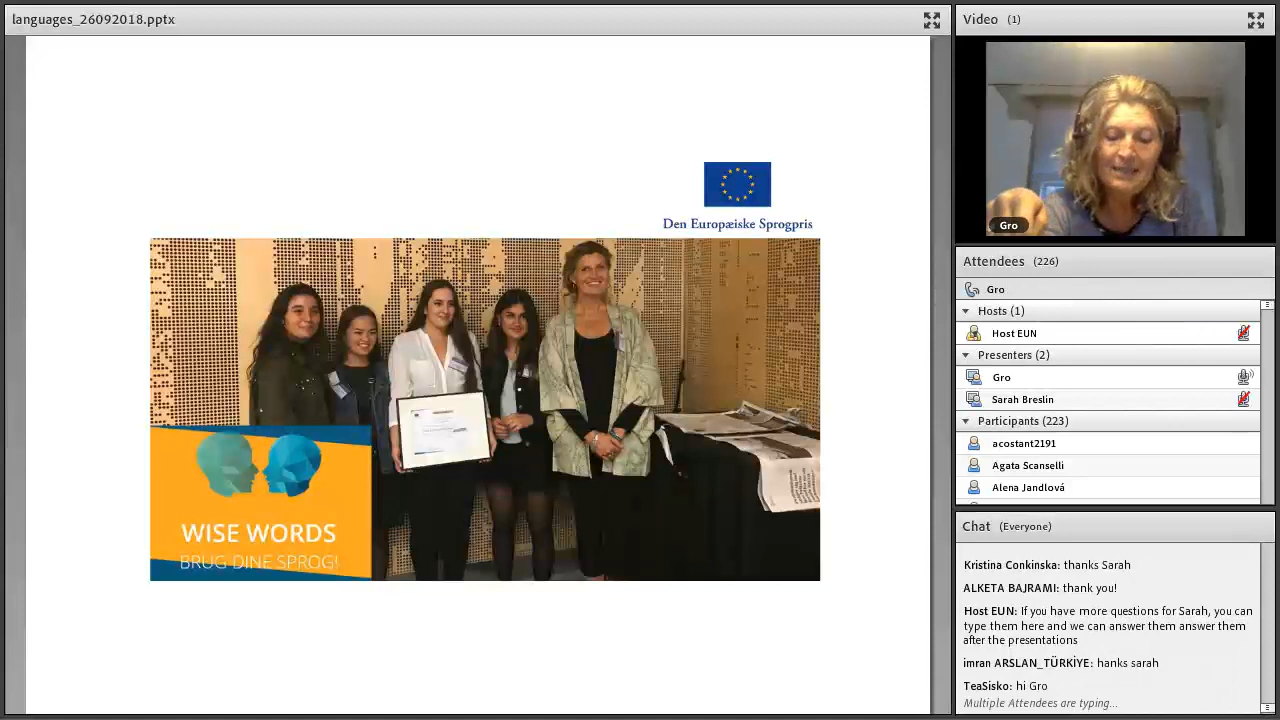 languages_26092018.pptx
Den Europæiske Sprogpris
WISE WORDS
BRUG DINE SPROG!
Video (1)
Gro
Attendees (226)
Gro
Hosts (1)
Host EUN
Presenters (2)
Gro
Sarah Breslin
Participants (223)
acostant2191
Agata Scanselli
Alena Jandlová
Chat (Everyone)
Kristina Conkinska: thanks Sarah
ALKETA BAJRAMI: thank you!
Host EUN: If you have more questions for Sarah, you can
type them here and we can answer them answer them
after the presentations
imran ARSLAN_TÜRKİYE: hanks sarah
TeaSisko: hi Gro
Multiple Attendees are typing...